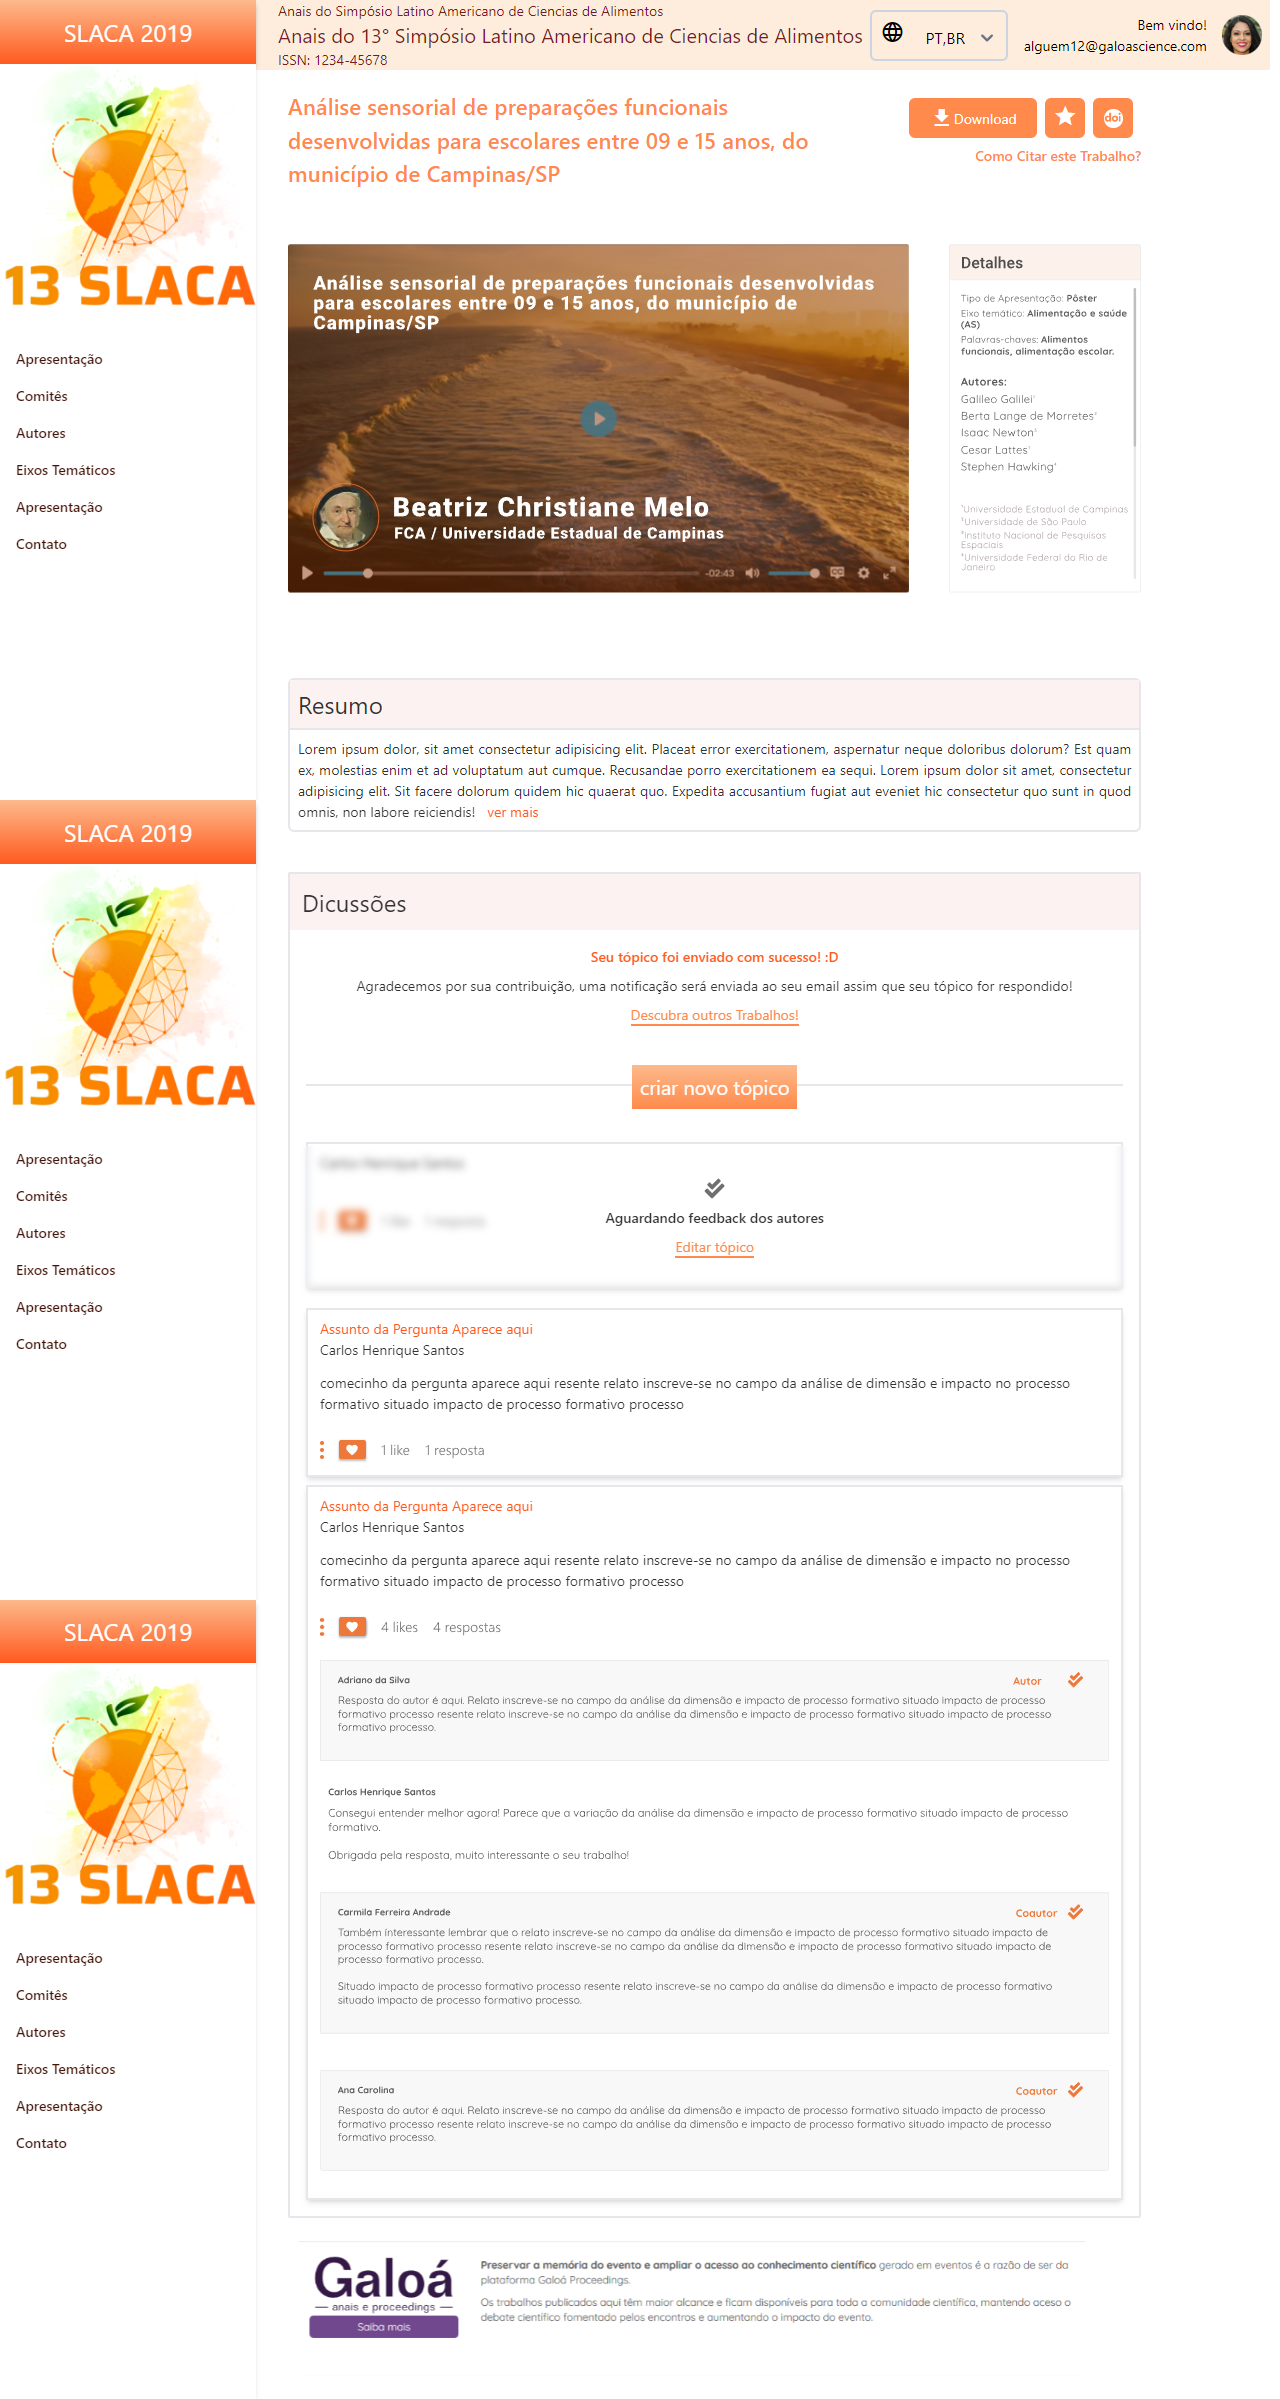 SLACA 2019
13 SLACA
Apresentação
Comitês
Autores
Eixos Temáticos
Apresentação
Contato
SLACA 2019
13 SLACA
Apresentação
Comitês
Autores
Eixos Temáticos
Apresentação
Contato
SLACA 2019
13 SLACA
Apresentação
Comitês
Autores
Eixos Temáticos
Apresentação
Contato
Anais do Simpósio Latino Americano de Ciencias de Alimentos
Anais do 13° Simpósio Latino Americano de Ciencias de Alimentos
ISSN: 1234-45678
PT,BR
Bem vindo!
alguem12@galoascience.com
Análise sensorial de preparações funcionais
desenvolvidas para escolares entre 09 e 15 anos, do
município de Campinas/SP
Download
doi
Como Citar este Trabalho?
Análise sensorial de preparações funcionais desenvolvidas
para escolares entre 09 e 15 anos, do município de
Campinas/SP
Beatriz Christiane Melo
FCA / Universidade Estadual de Campinas
-02:43
Detalhes
Tipo de Apresentação: Pôster
Eixo temático: Alimentação e saúde
(AS)
Palavras-chaves: Alimentos
funcionais, alimentação escolar.
Autores:
Galileo Galilei
Berta Lange de Morretes
Isaac Newton
Cesar Lattes
Stephen Hawking
Universidade Estadual de Campinas
Universidade de São Paulo
Instituto Nacional de Pesquisas
Espaciais
Universidade Federal do Rio de
Janeiro
Resumo
Lorem ipsum dolor, sit amet consectetur adipisicing elit. Placeat error exercitationem, aspernatur neque doloribus dolorum? Est quam
ex, molestias enim et ad voluptatum aut cumque. Recusandae porro exercitationem ea sequi. Lorem ipsum dolor sit amet, consectetur
adipisicing elit. Sit facere dolorum quidem hic quaerat quo. Expedita accusantium fugiat aut eveniet hic consectetur quo sunt in quod
omnis, non labore reiciendis! ver mais
Dicussões
Seu tópico foi enviado com sucesso! :D
Agradecemos por sua contribuição, uma notificação será enviada ao seu email assim que seu tópico for respondido!
Descubra outros Trabalhos!
criar novo tópico
Carlos Henrique Santos
1 like 1 resposta
Aguardando feedback dos autores
Editar tópico
Assunto da Pergunta Aparece aqui
Carlos Henrique Santos
comecinho da pergunta aparece aqui resente relato inscreve-se no campo da análise de dimensão e impacto no processo
formativo situado impacto de processo formativo processo
1 like 1 resposta
Assunto da Pergunta Aparece aqui
Carlos Henrique Santos
comecinho da pergunta aparece aqui resente relato inscreve-se no campo da análise de dimensão e impacto no processo
formativo situado impacto de processo formativo processo
4 likes 4 respostas
Adriano da Silva
Autor
Resposta do autor é aqui. Relato inscreve-se no campo da análise da dimensão e impacto de processo formativo situado impacto de processo
formativo processo resente relato inscreve-se no campo da análise da dimensão e impacto de processo formativo situado impacto de processo
formativo processo.
Carlos Henrique Santos
Consegui entender melhor agora! Parece que a variação da análise da dimensão e impacto de processo formativo situado impacto de processo
formativo.
Obrigada pela resposta, muito interessante o seu trabalho!
Carmila Ferreira Andrade
Coautor
Também interessante lembrar que o relato inscreve-se no campo da análise da dimensão e impacto de processo formativo situado impacto de
processo formativo processo resente relato inscreve-se no campo da análise da dimensão e impacto de processo formativo situado impacto de
processo formativo processo.
Situado impacto de processo formativo processo resente relato inscreve-se no campo da análise da dimensão e impacto de processo formativo
situado impacto de processo formativo processo.
Ana Carolina
Coautor
Resposta do autor é aqui. Relato inscreve-se no campo da análise da dimensão e impacto de processo formativo situado impacto de processo
formativo processo resente relato inscreve-se no campo da análise da dimensão e impacto de processo formativo situado impacto de processo
formativo processo.
Galoá
anais e proceedings
Saiba mais
Preservar a memória do evento e ampliar o acesso ao conhecimento científico gerado em eventos é a razão de ser da
plataforma Galoá Proceedings.
Os trabalhos publicados aqui têm maior alcance e ficam disponíveis para toda a comunidade científica, mantendo aceso o
debate científico fomentado pelos encontros e aumentando o impacto do evento.